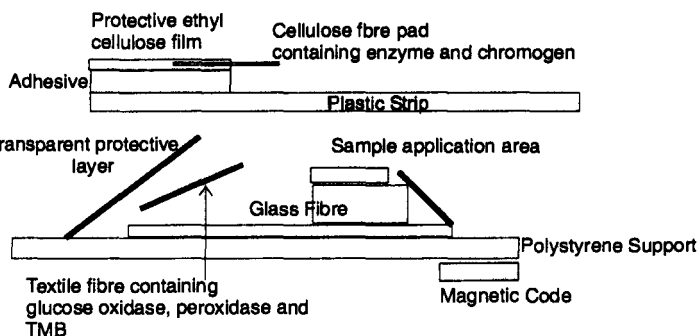 Protective ethyl
cellulose film
Cellulose fbre pad
containing enzyme and chromogen
Adhesive
Plastic Strip
ransparent protective
layer
Sample application area
Glass Fibre
Polystyrene Support
Textile fibre containing
glucose oxidase, peroxidase and
TMB
Magnetic Code